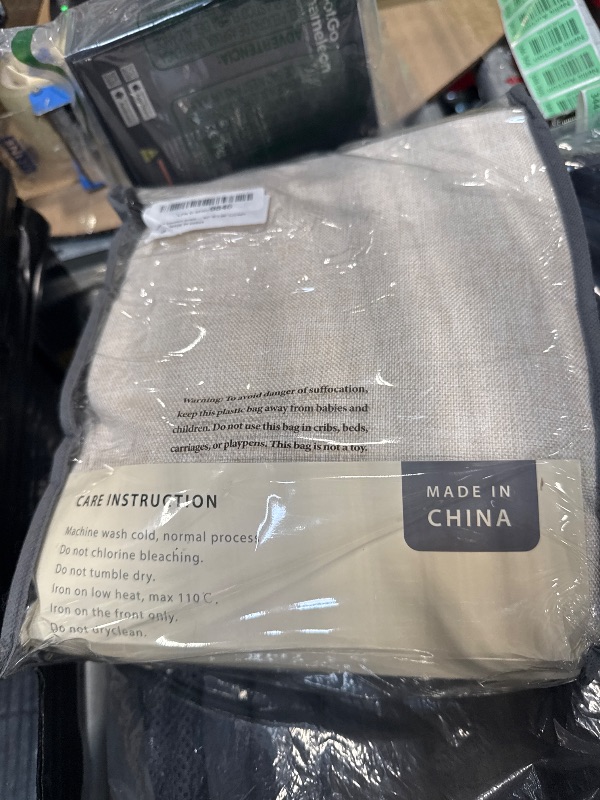 ADVERTENCIA:
Warning: To avoid danger of suffocation,
keep this plastic bag away from babies and
children. Do not use this bag in cribs, beds,
carriages, or playpens. This bag is not a toy.
CARE INSTRUCTION
MADE IN
CHINA
Machine wash cold, normal process
Do not chlorine bleaching.
Do not tumble dry.
Iron on low heat, max 110℃.
Iron on the front only.
Do not dryclean.